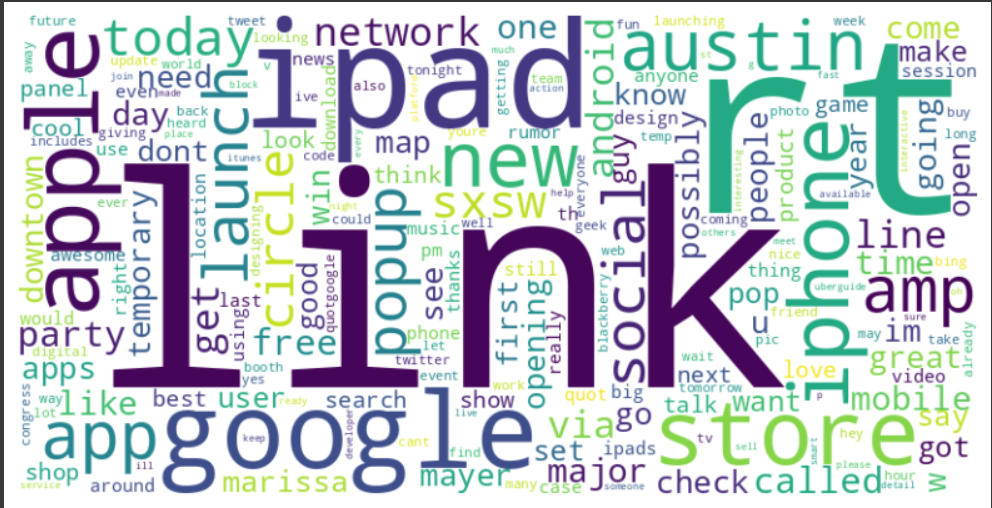 future
tweet
looking
network
one
fun
launching
week
come
away
apple
today
ipad
austin
make
session
update
world
need
v
news
tonight
much
android
st
panel
join
even
made
block
live
also
getting
team
action
anyone
fast
day
back
launch
download
platform
know
rt
photo
game
buy
cool
heard
giving
place
look
code
map
youre
rumor
design
year
interactive
going
long
includes
use
dont
itunes
every
new
temp
guy
possibly
people
product
iphone
open
downtown
ever
location
circle
win
think
everyone
interesting
available
temporary
night
sxsw
help
th
geek
coming
others
awesome
right
designing
could
popup
music
well
link
social
web
meet
nice
line
good
quotgoogle
pm
see
thanks
still
thing
time
bing
get
last
using
first
opening
really
blackberry
pop
uberguide
amp
oh
would
party
free
phone
let
u
friend
pic
may
im
sure
take
already
digital
apps
booth
yes
twitter
event
wait
next
tomorrow
love
great
video
congress
way
lot
like
best
user
ready
search
show
work
quot
big
talk
want
p
mobile
app
google
keep
developer
cant
live
find
via
go
store
tv
sell
smart
hey
say
please
got
shop
ill
set
ipads
service
around
marissa
mayer
many
case
major
someone
check
called
hour
detail
w